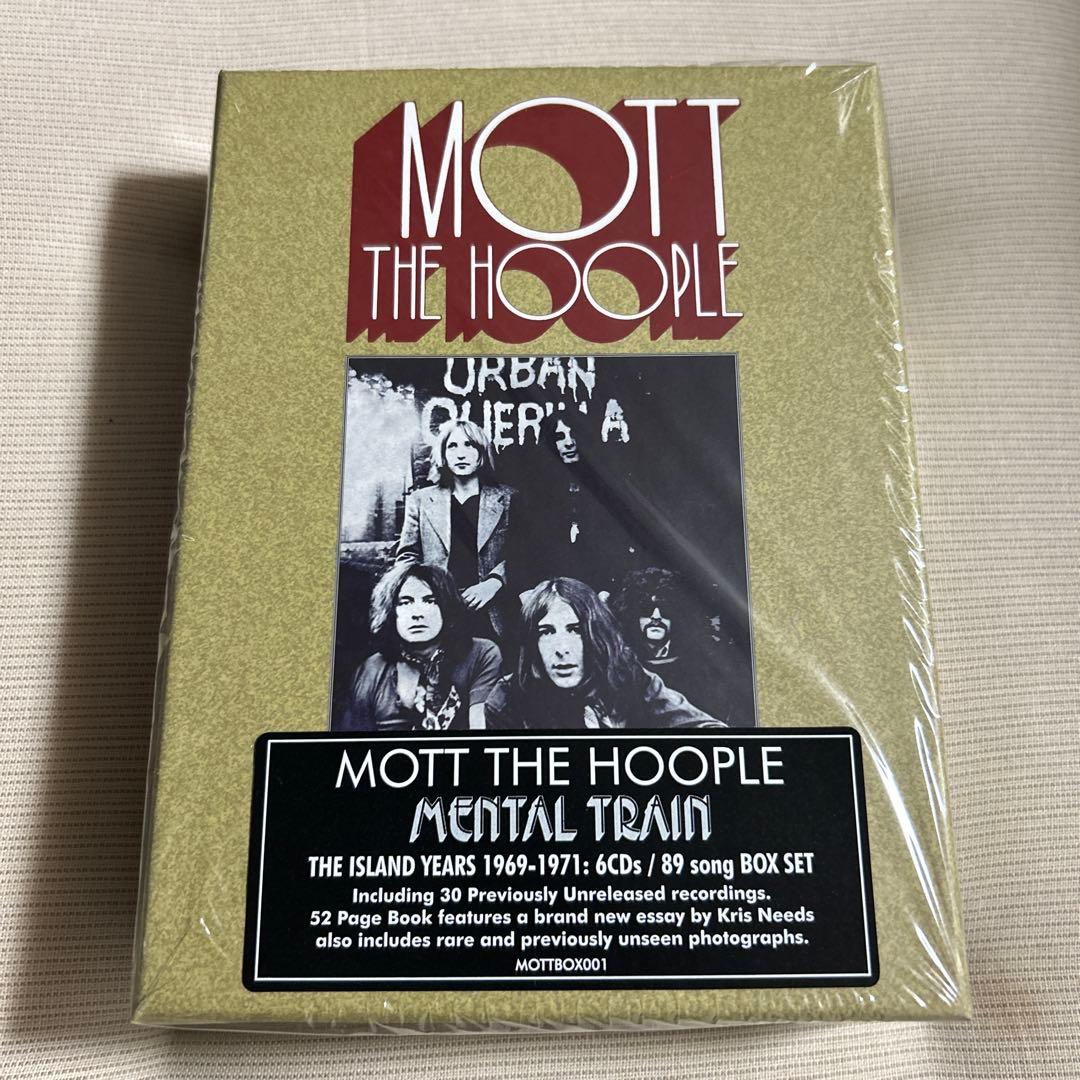 MOTT
THE HOOPLE
URBAN
MOTT THE HOOPLE
MENTAL TRAIN
THE ISLAND YEARS 1969-1971: 6CDs / 89 song BOX SET
Including 30 Previously Unreleased recordings.
52 Page Book features a brand new essay by Kris Needs
also includes rare and previously unseen photographs.
MOTTBOX001